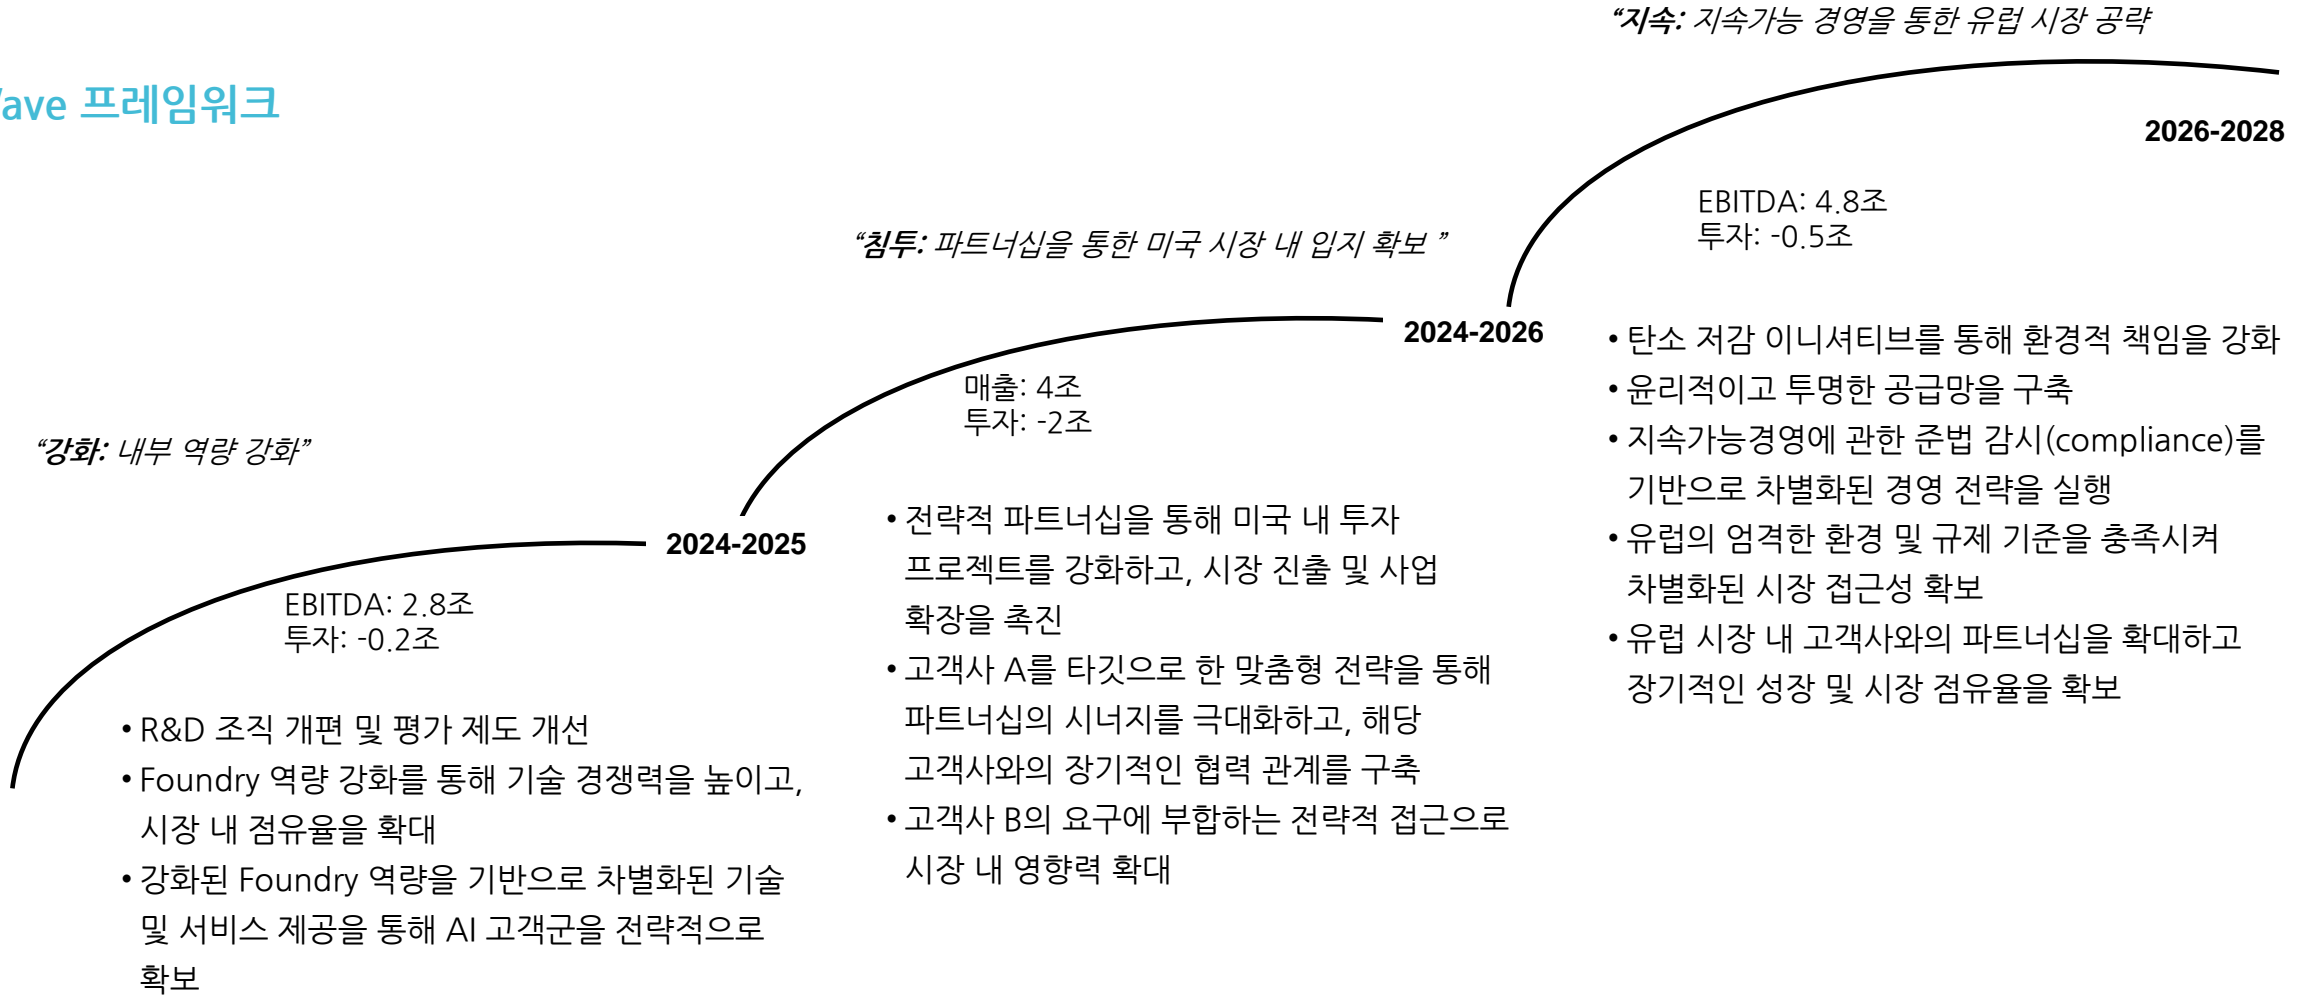 ave 프레임워크
“강화: 내부 역량 강화”
2024-2025
EBITDA: 2.8조
투자: -0.2조
• R&D 조직 개편 및 평가 제도 개선
• Foundry 역량 강화를 통해 기술 경쟁력을 높이고,
시장 내 점유율을 확대
• 강화된 Foundry 역량을 기반으로 차별화된 기술
및 서비스 제공을 통해 AI 고객군을 전략적으로
확보
“침투: 파트너십을 통한 미국 시장 내 입지 확보 ”
2024-2026
매출: 4조
투자: -2조
• 전략적 파트너십을 통해 미국 내 투자
프로젝트를 강화하고, 시장 진출 및 사업
확장을 촉진
• 고객사 A를 타깃으로 한 맞춤형 전략을 통해
파트너십의 시너지를 극대화하고, 해당
고객사와의 장기적인 협력 관계를 구축
• 고객사 B의 요구에 부합하는 전략적 접근으로
시장 내 영향력 확대
“지속: 지속가능 경영을 통한 유럽 시장 공략
2026-2028
EBITDA: 4.8조
투자: -0.5조
• 탄소 저감 이니셔티브를 통해 환경적 책임을 강화
• 윤리적이고 투명한 공급망을 구축
• 지속가능경영에 관한 준법 감시(compliance)를
기반으로 차별화된 경영 전략을 실행
• 유럽의 엄격한 환경 및 규제 기준을 충족시켜
차별화된 시장 접근성 확보
• 유럽 시장 내 고객사와의 파트너십을 확대하고
장기적인 성장 및 시장 점유율을 확보